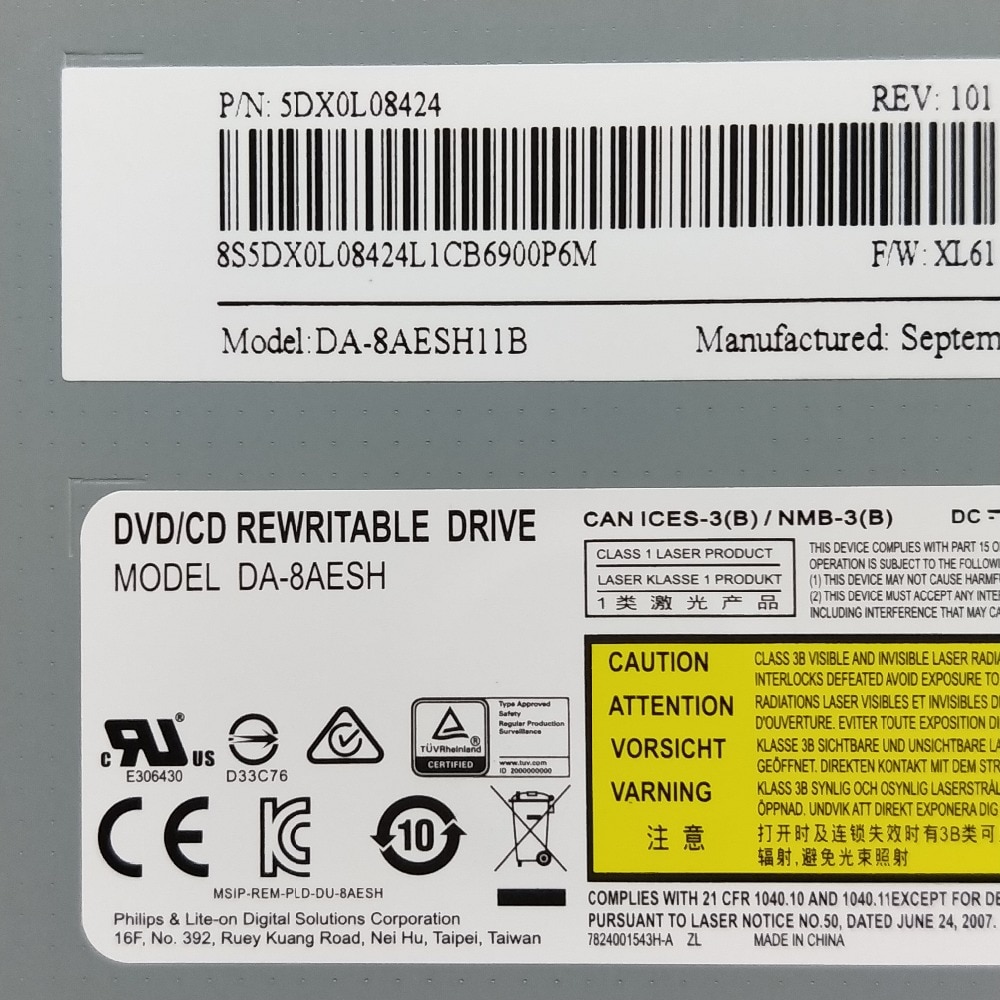 P/N: 5DX0L08424 REV: 101
8S5DX0L08424L1CB6900P6M F/W: XL61
Model:DA-8AESH11B Manufactured: Septem
DVD/CD REWRITABLE DRIVE
MODEL DA-8AESH
CAN ICES-3(B) / NMB-3(B) DC
CLASS 1 LASER PRODUCT
LASER KLASSE 1 PRODUKT
1 类 激 光 产 品
THIS DEVICE COMPLIES WITH PART 15 O
OPERATION IS SUBJECT TO THE FOLLOWI
(1) THIS DEVICE MAY NOT CAUSE HARMF
(2) THIS DEVICE MUST ACCEPT ANY INTE
INCLUDING INTERFERENCE THAT MAY CA
CAUTION CLASS 3B VISIBLE AND INVISIBLE LASER RADIA
INTERLOCKS DEFEATED AVOID EXPOSURE TO
ATTENTION RADIATIONS LASER VISIBLES ET INVISIBLES D
D'OUVERTURE. EVITER TOUTE EXPOSITION D
VORSICHT KLASSE 3B SICHTBARE UND UNSICHTBARE LA
GEÖFFNET. DIREKTEN KONTAKT MIT DEM STR
VARNING KLASS 3B SYNLIG OCH OSYNLIG LASERSTRÅL
ÖPPNAD. UNDVIK ATT DIREKT EXPONERA DIG
注 意 打开时及连锁失效时有3B类可
辐射,避免光束照射
c RU ® US
E306430
D33C76
TÜVRheinland ®
CERTIFIED
Type Approved
Safety
Regular Production
Surveillance
www.tuv.com
ID 2000000000
CE
10
MSIP-REM-PLD-DU-8AESH
Philips & Lite-on Digital Solutions Corporation
16F, No. 392, Ruey Kuang Road, Nei Hu, Taipei, Taiwan
COMPLIES WITH 21 CFR 1040.10 AND 1040.11EXCEPT FOR DE
PURSUANT TO LASER NOTICE NO.50, DATED JUNE 24, 2007.
7824001543H-A ZL MADE IN CHINA